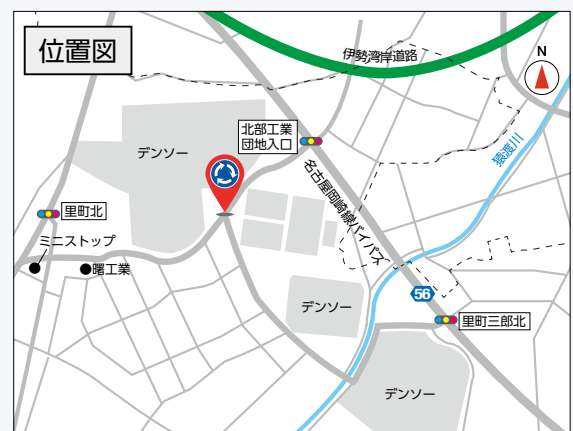 位置図
伊勢湾岸道路
N
北部工業
団地入口
デンソー
猿渡川
名古屋岡崎線バイパス
里町北
ミニストップ
曙工業
56
デンソー
里町三郎北
デンソー